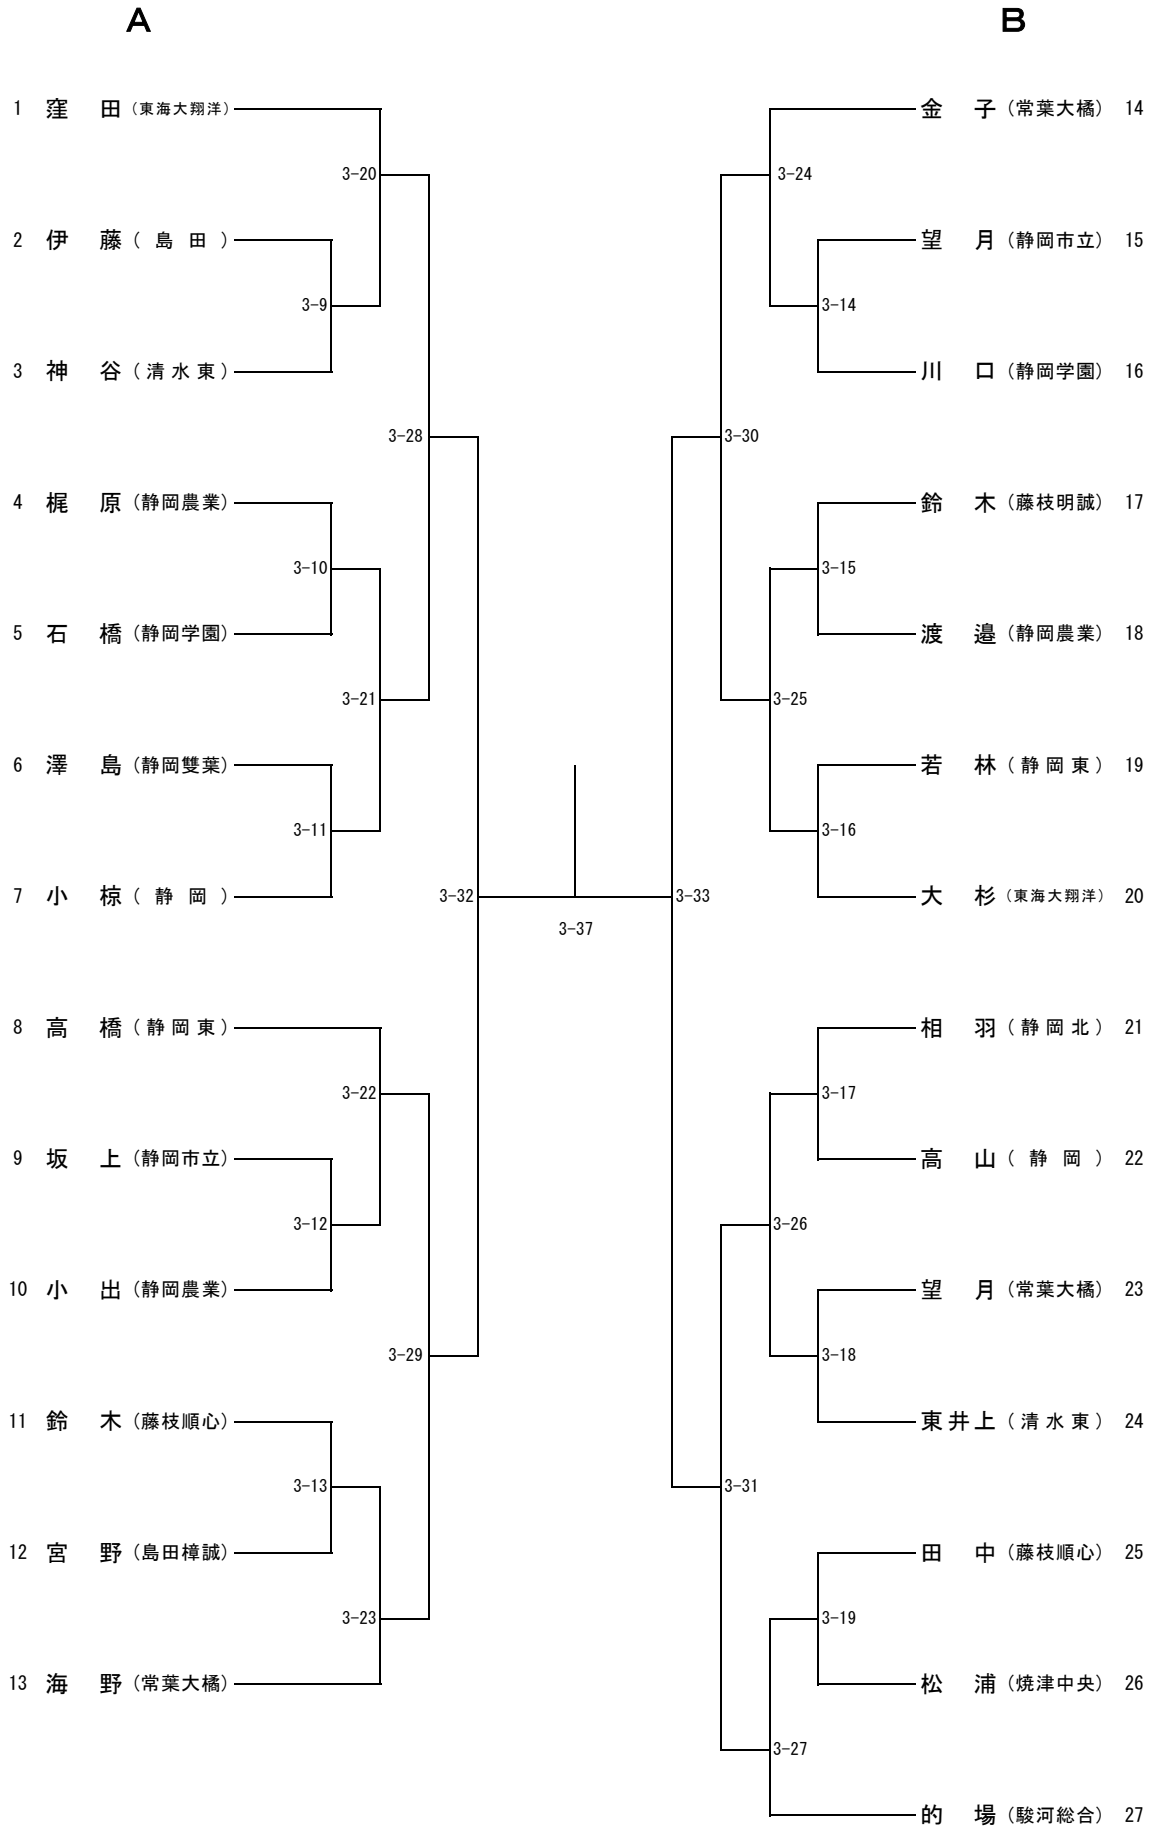 A
B
1 窪 田 (東海大翔洋)
金 子 (常葉大橘) 14
3-20
3-24
2 伊 藤 ( 島 田 )
望 月 (静岡市立) 15
3-9
3-14
3 神 谷 ( 清 水 東 )
川 口 (静岡学園) 16
3-28
3-30
4 梶 原 (静岡農業)
鈴 木 (藤枝明誠) 17
3-10
3-15
5 石 橋 (静岡学園)
渡 邉 (静岡農業) 18
3-21
3-25
6 澤 島 (静岡雙葉)
若 林 ( 静 岡 東 ) 19
3-11
3-16
7 小 椋 ( 静 岡 )
3-32
3-33
大 杉 (東海大翔洋) 20
3-37
8 高 橋 ( 静 岡 東 )
相 羽 ( 静 岡 北 ) 21
3-22
3-17
9 坂 上 (静岡市立)
高 山 ( 静 岡 ) 22
3-12
3-26
10 小 出 (静岡農業)
望 月 (常葉大橘) 23
3-29
3-18
11 鈴 木 (藤枝順心)
東井上 ( 清 水 東 ) 24
3-13
3-31
12 宮 野 (島田樟誠)
田 中 (藤枝順心) 25
3-23
3-19
13 海 野 (常葉大橘)
松 浦 (焼津中央) 26
3-27
的 場 (駿河総合) 27